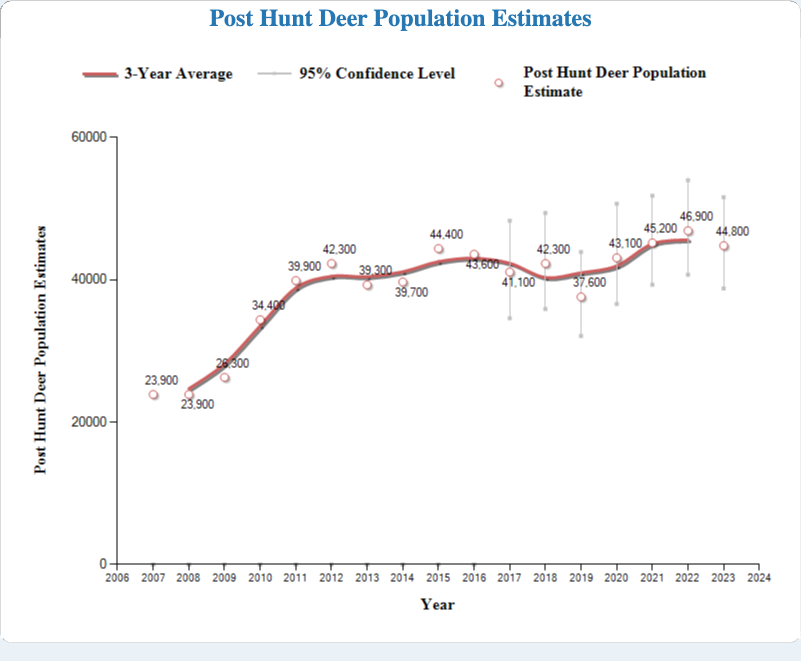 Post Hunt Deer Population Estimates
3-Year Average
95% Confidence Level
Post Hunt Deer Population
Estimate
60000
40000
20000
0
Post Hunt Deer Population Estimates
23,900
23,900
26,300
34,400
39,900
42,300
39,300
39,700
44,400
43,600
41,100
42,300
37,600
43,100
45,200
46,900
44,800
2006 2007 2008 2009 2010 2011 2012 2013 2014 2015 2016 2017 2018 2019 2020 2021 2022 2023 2024
Year